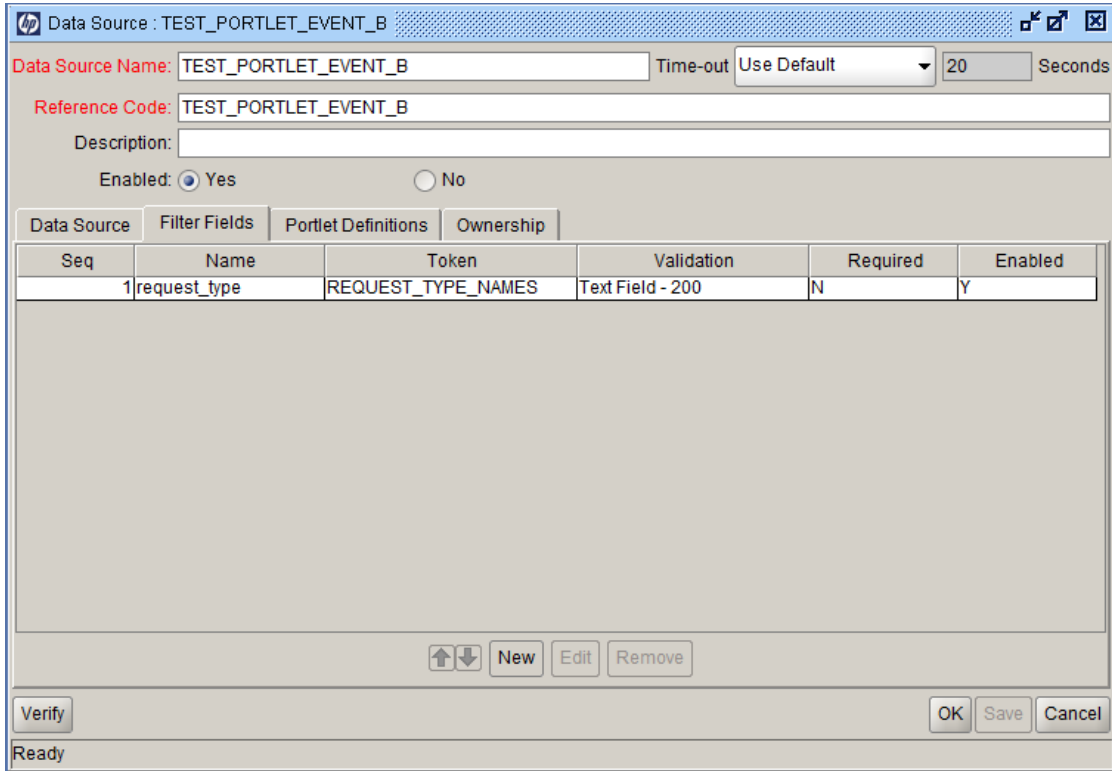 hp Data Source : TEST_PORTLET_EVENT_B
Data Source Name: TEST_PORTLET_EVENT_B Time-out Use Default 20 Seconds
Reference Code: TEST_PORTLET_EVENT_B
Description:
Enabled: Yes No
Data Source Filter Fields Portlet Definitions Ownership
Seq Name Token Validation Required Enabled
1 request_type REQUEST_TYPE_NAMES Text Field - 200 N Y
New Edit Remove
Verify OK Save Cancel
Ready